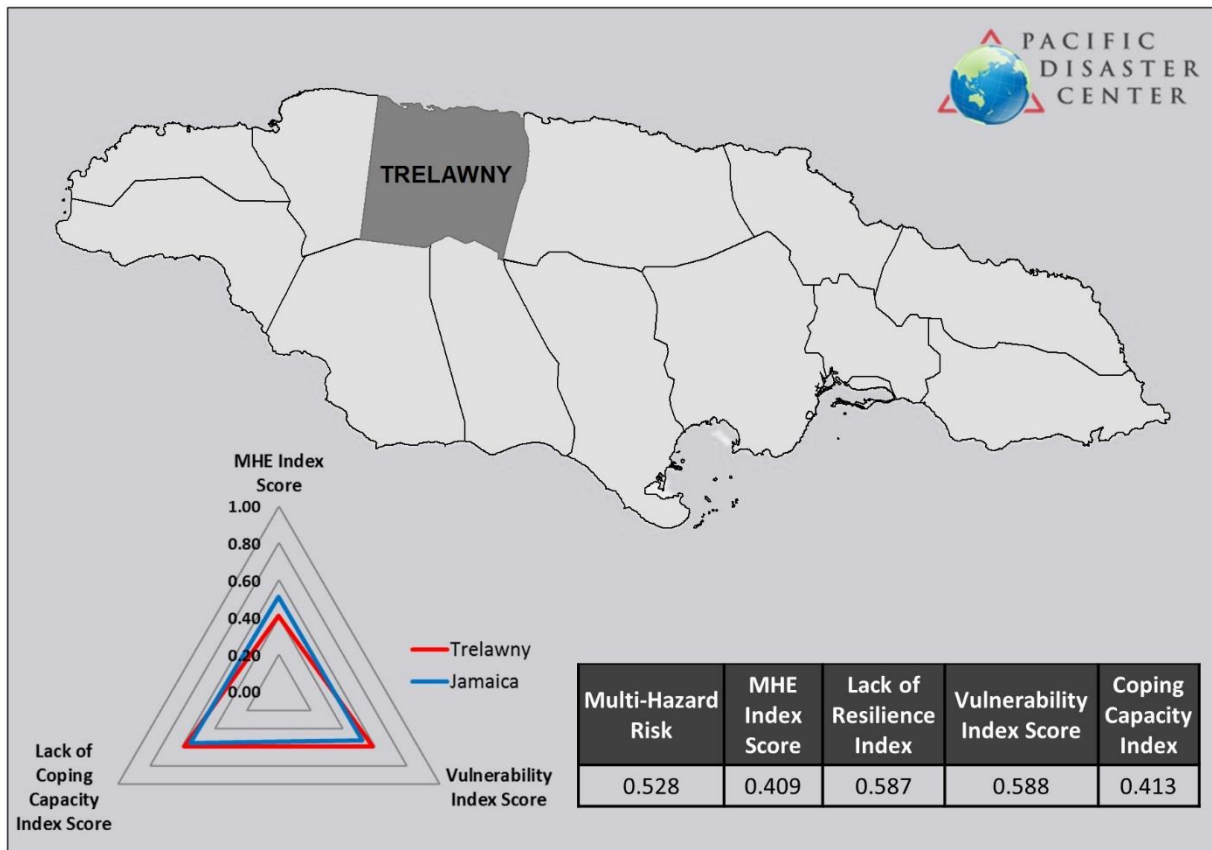 PACIFIC
DISASTER
CENTER
TRELAWNY
MHE Index
Score
1.00
0.80
0.60
0.40
0.20
0.00
Trelawny
Jamaica
Lack of
Coping
Capacity
Index Score
Vulnerability
Index Score
Multi-Hazard
Risk
MHE
Index
Score
Lack of
Resilience
Index
Vulnerability
Index Score
Coping
Capacity
Index
0.528
0.409
0.587
0.588
0.413